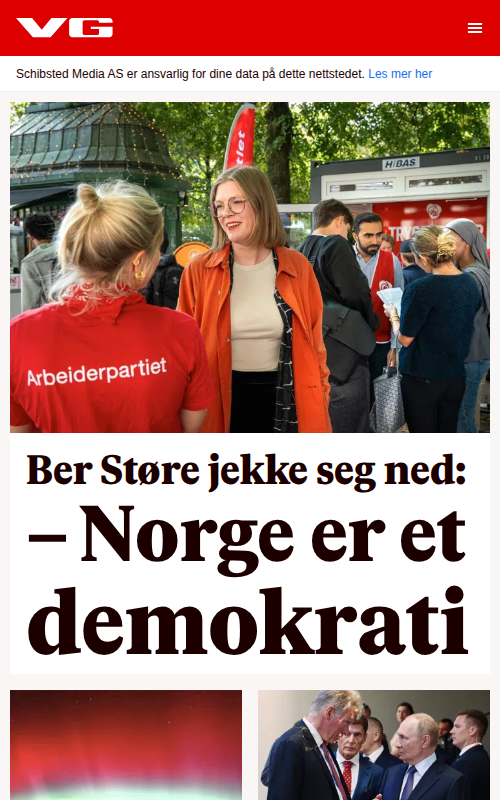 VG
Schibsted Media AS er ansvarlig for dine data på dette nettstedet. Les mer her
HIBAS
Arbeiderpartiet
Ber Støre jekke seg ned:
– Norge er et
demokrati